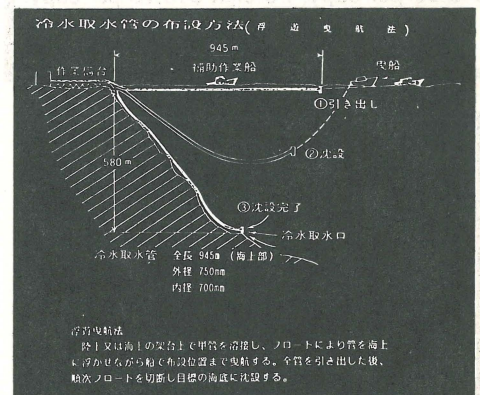 冷水取水管の布設方法(浮遊曳航法)
945m
作業架台
補助作業船
曳船
①引き出し
②沈設
580m
③沈設完了
冷水取水口
冷水取水管 全長 945m (海上部)
外径 750mm
内径 700mm
浮遊曳航法
陸上又は海上の架台上で単管を溶接し、フロートにより管を海上
に浮かせながら船で布設位置まで曳航する。全管を引き出した後、
順次フロートを切断し目標の海底に沈設する。